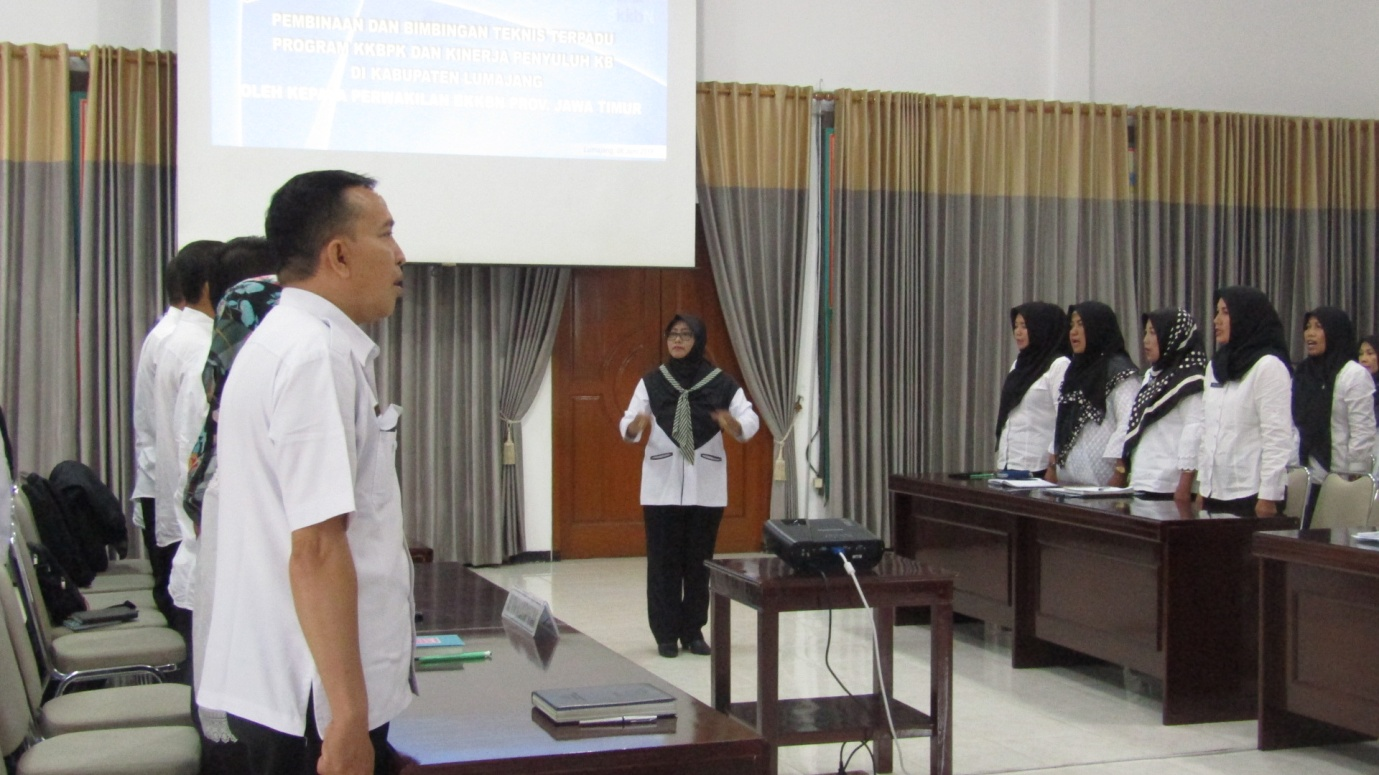 PEMBINAAN DAN BIMBINGAN TEKNIS TERPADU
PROGRAM KKBPK DAN KINERJA PENYULUH KB
DI KABUPATEN LUMAJANG
OLEH KEPALA PERWAKILAN BKKBN PROV. JAWA TIMUR